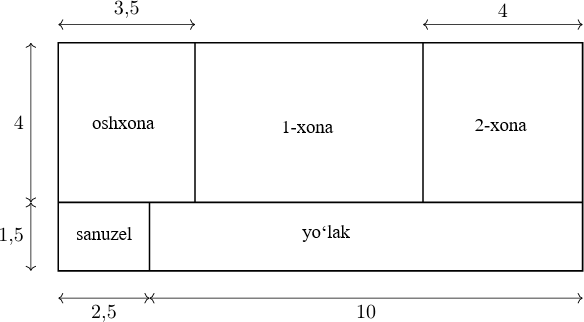 3,5
4
4
oshxona
1-xona
2-xona
1,5
sanuzel
yo‘lak
2,5
10